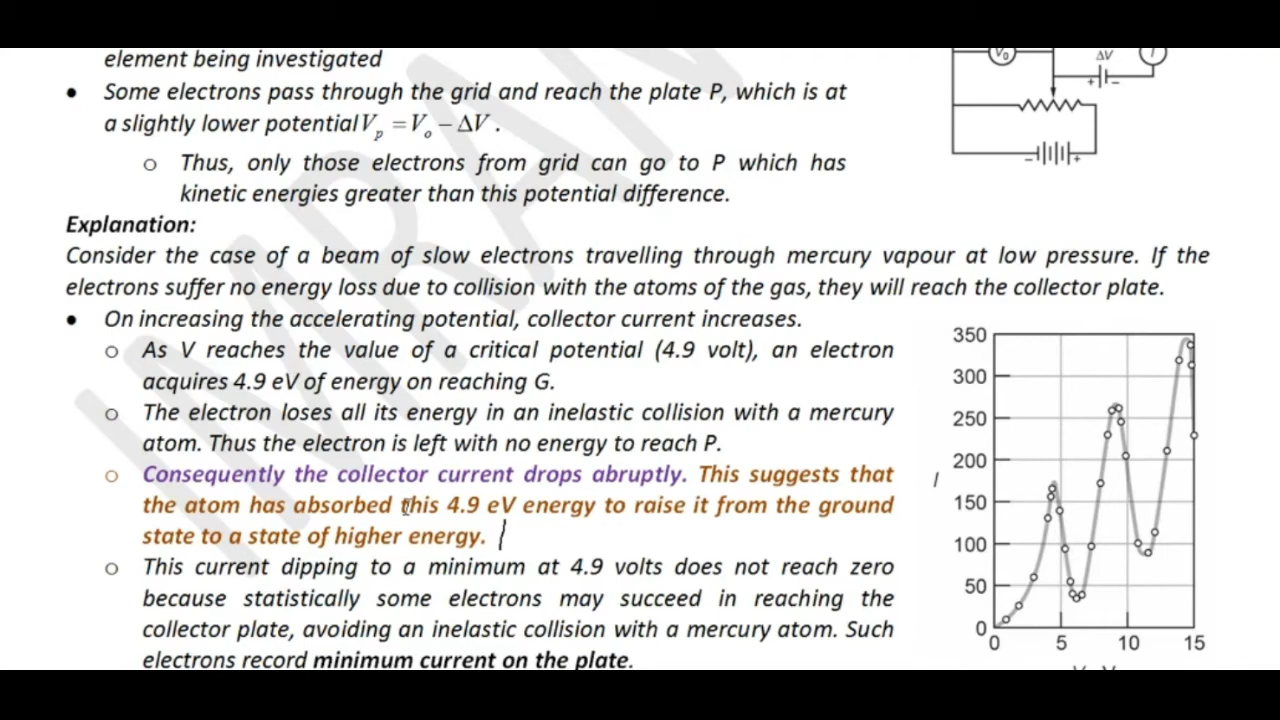 element being investigated
• Some electrons pass through the grid and reach the plate P, which is at
a slightly lower potential V_p = V_o − ΔV .
o Thus, only those electrons from grid can go to P which has
kinetic energies greater than this potential difference.
Explanation:
Consider the case of a beam of slow electrons travelling through mercury vapour at low pressure. If the
electrons suffer no energy loss due to collision with the atoms of the gas, they will reach the collector plate.
• On increasing the accelerating potential, collector current increases.
o As V reaches the value of a critical potential (4.9 volt), an electron
acquires 4.9 eV of energy on reaching G.
o The electron loses all its energy in an inelastic collision with a mercury
atom. Thus the electron is left with no energy to reach P.
o Consequently the collector current drops abruptly. This suggests that
the atom has absorbed this 4.9 eV energy to raise it from the ground
state to a state of higher energy.
o This current dipping to a minimum at 4.9 volts does not reach zero
because statistically some electrons may succeed in reaching the
collector plate, avoiding an inelastic collision with a mercury atom. Such
electrons record minimum current on the plate.
V₀
ΔV
I
+ −
− +
350
300
250
200
150
100
50
0
I
0 5 10 15
IMRAN